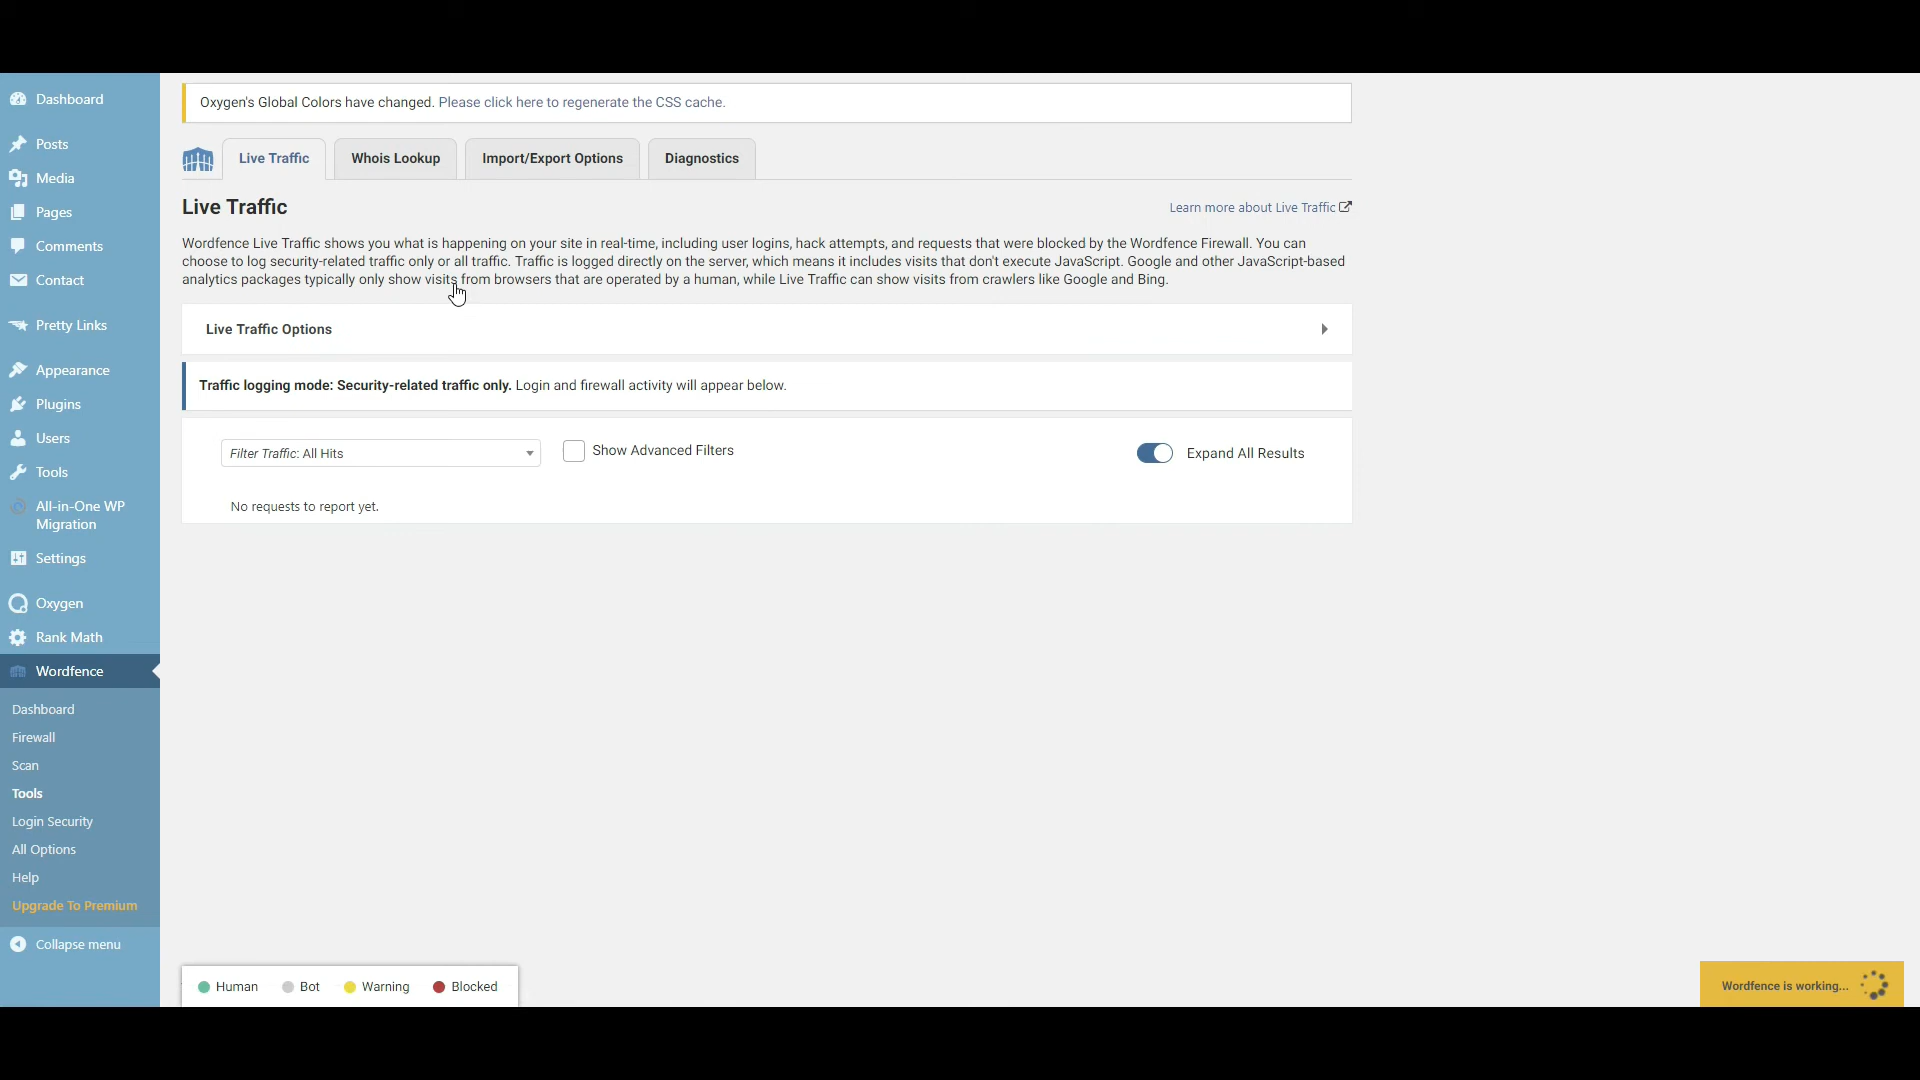 Oxygen's Global Colors have changed. Please click here to regenerate the CSS cache.
Dashboard
Posts
Media
Pages
Comments
Contact
Pretty Links
Appearance
Plugins
Users
Tools
All-in-One WP
Migration
Settings
Oxygen
Rank Math
Wordfence
Dashboard
Firewall
Scan
Tools
Login Security
All Options
Help
Upgrade To Premium
Collapse menu
Live Traffic
Whois Lookup
Import/Export Options
Diagnostics
Live Traffic
Learn more about Live Traffic
Wordfence Live Traffic shows you what is happening on your site in real-time, including user logins, hack attempts, and requests that were blocked by the Wordfence Firewall. You can
choose to log security-related traffic only or all traffic. Traffic is logged directly on the server, which means it includes visits that don't execute JavaScript. Google and other JavaScript-based
analytics packages typically only show visits from browsers that are operated by a human, while Live Traffic can show visits from crawlers like Google and Bing.
Live Traffic Options
Traffic logging mode: Security-related traffic only. Login and firewall activity will appear below.
Filter Traffic: All Hits
Show Advanced Filters
Expand All Results
No requests to report yet.
Human
Bot
Warning
Blocked
Wordfence is working...